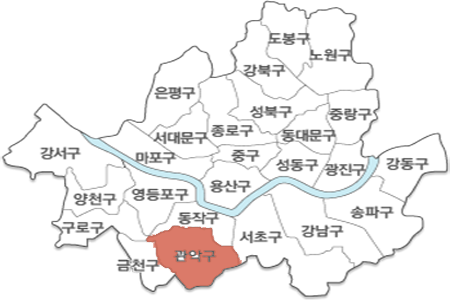 도봉구
노원구
강북구
은평구
성북구
중랑구
서대문구
종로구
동대문구
강서구
마포구
중구
성동구
광진구
강동구
양천구
영등포구
용산구
송파구
구로구
동작구
서초구
강남구
금천구
관악구